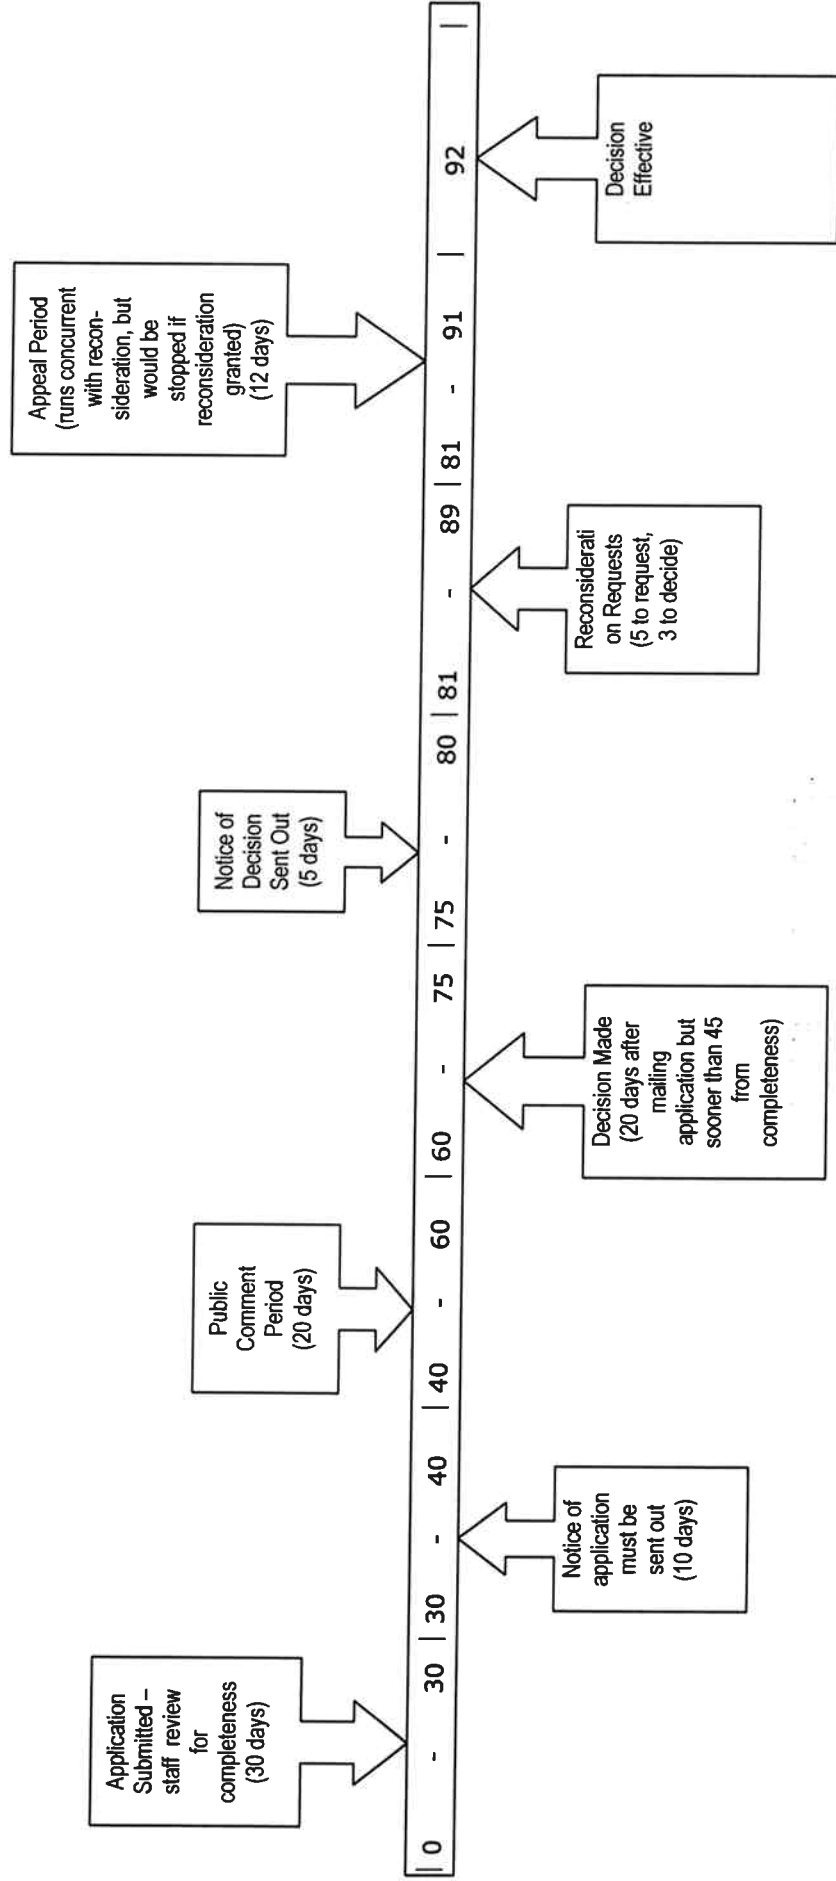 Application
Submitted –
staff review
for
completeness
(30 days)
Public
Comment
Period
(20 days)
Notice of
Decision
Sent Out
(5 days)
Appeal Period
(runs concurrent
with recon-
sideration, but
would be
stopped if
reconsideration
granted)
(12 days)
| 0 - 30 | 30 - 40 | 40 - 60 | 60 - 75 | 75 - 80 | 81 - 89 | 81 - 91 | 92 |
Notice of
application
must be
sent out
(10 days)
Decision Made
(20 days after
mailing
application but
sooner than 45
from
completeness)
Reconsiderati
on Requests
(5 to request,
3 to decide)
Decision
Effective